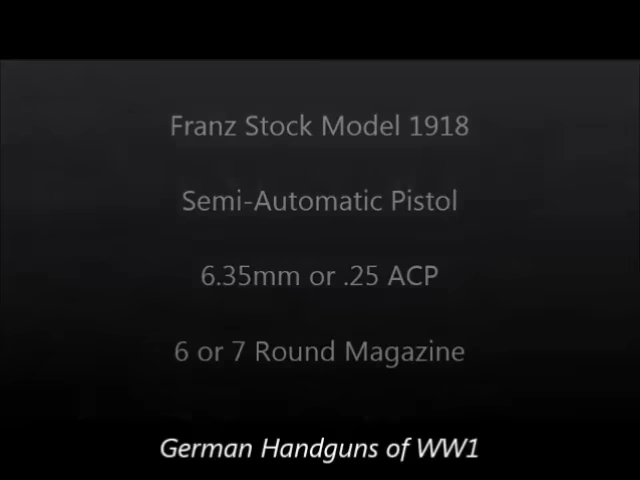 Franz Stock Model 1918
Semi-Automatic Pistol
6.35mm or .25 ACP
6 or 7 Round Magazine
German Handguns of WW1